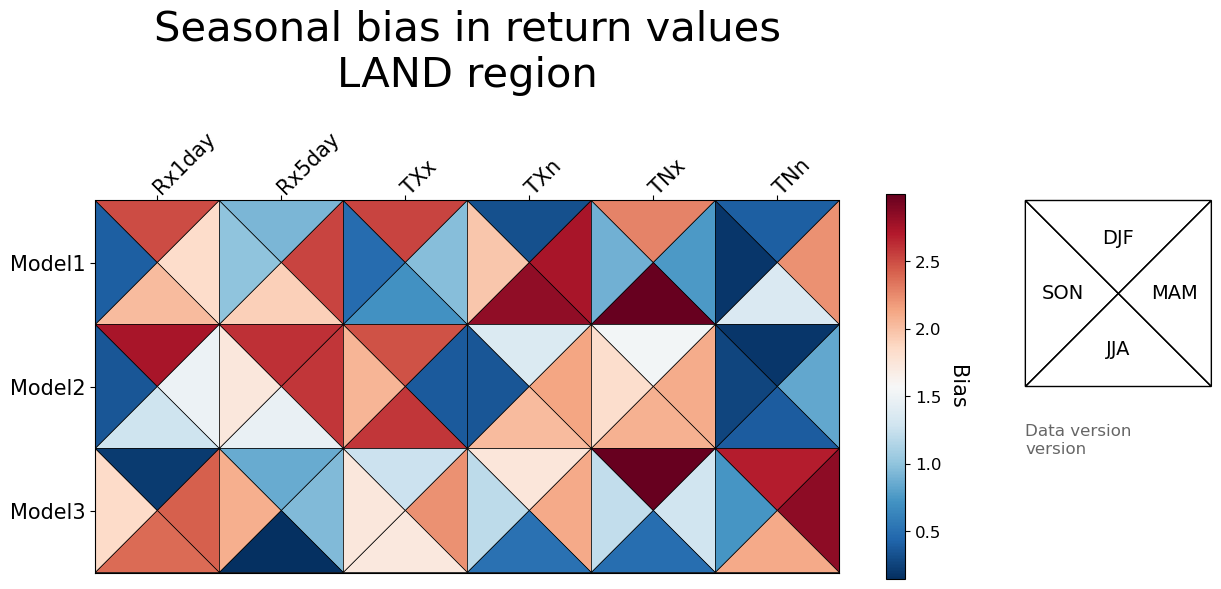 Seasonal bias in return values
LAND region
Rx1day
Rx5day
TXx
TXn
TNx
TNn
Model1
Model2
Model3
2.5
2.0
1.5
1.0
0.5
Bias
DJF
SON
MAM
JJA
Data version
version